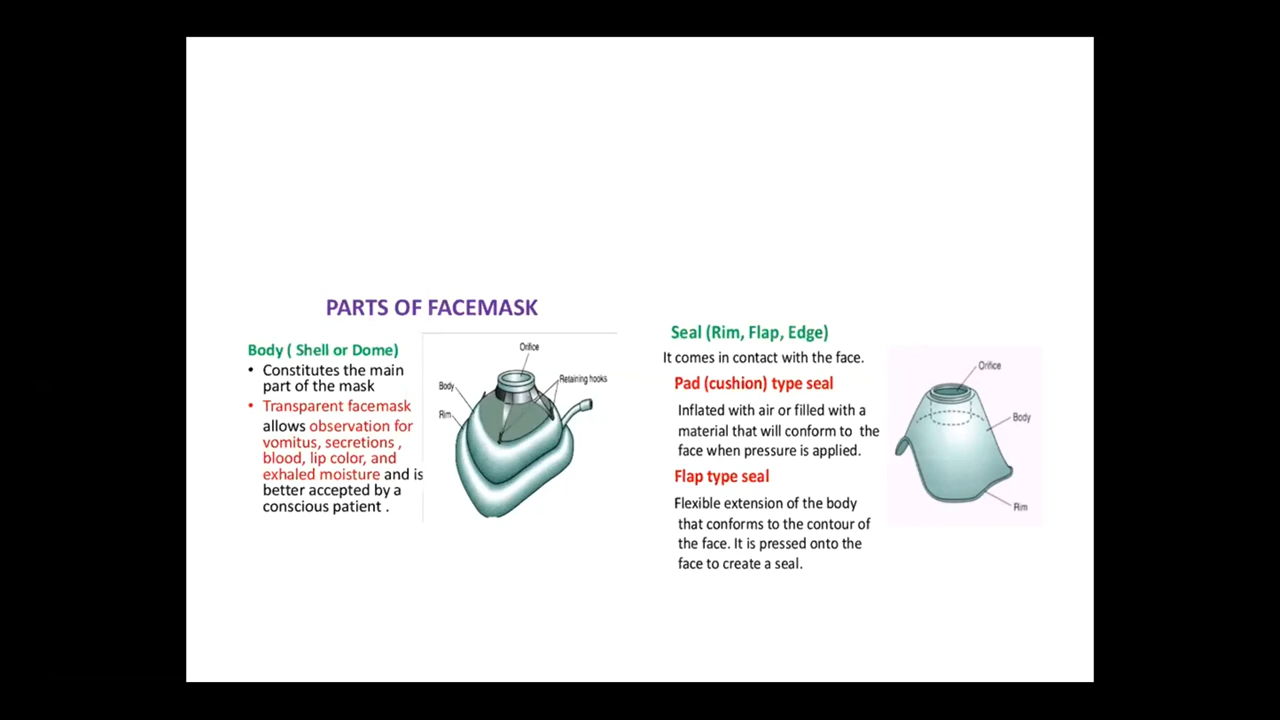 PARTS OF FACEMASK
Body ( Shell or Dome)
• Constitutes the main
part of the mask
• Transparent facemask
allows observation for
vomitus, secretions ,
blood, lip color, and
exhaled moisture and is
better accepted by a
conscious patient .
Orifice
Body
Retaining hooks
Rim
Seal (Rim, Flap, Edge)
It comes in contact with the face.
Pad (cushion) type seal
Inflated with air or filled with a
material that will conform to the
face when pressure is applied.
Flap type seal
Flexible extension of the body
that conforms to the contour of
the face. It is pressed onto the
face to create a seal.
Orifice
Body
Rim